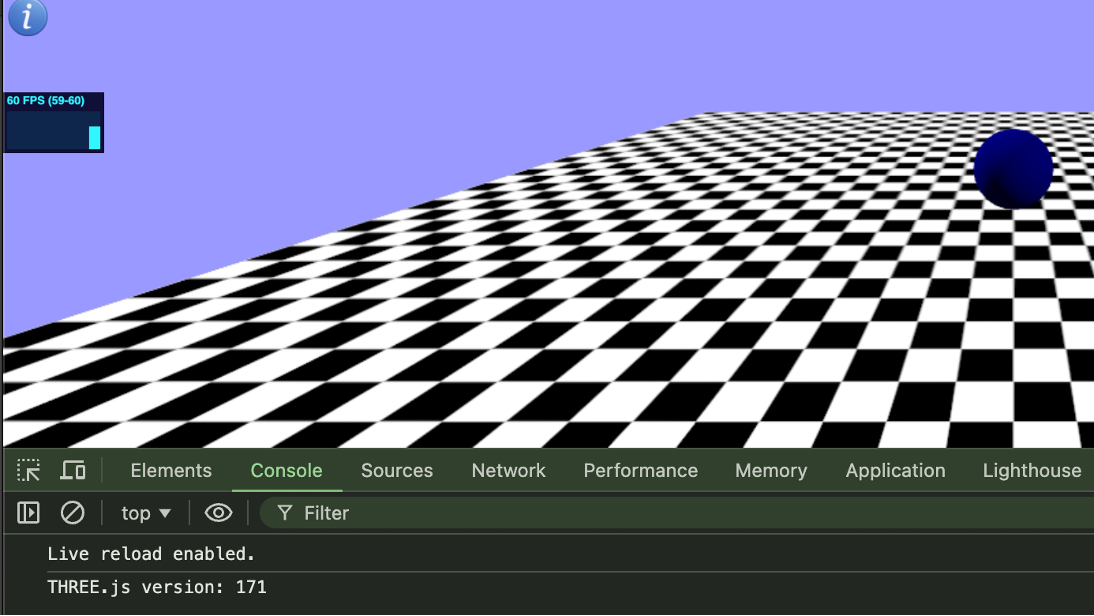 i
60 FPS (59-60)
Elements Console Sources Network Performance Memory Application Lighthouse
top Filter
Live reload enabled.
THREE.js version: 171